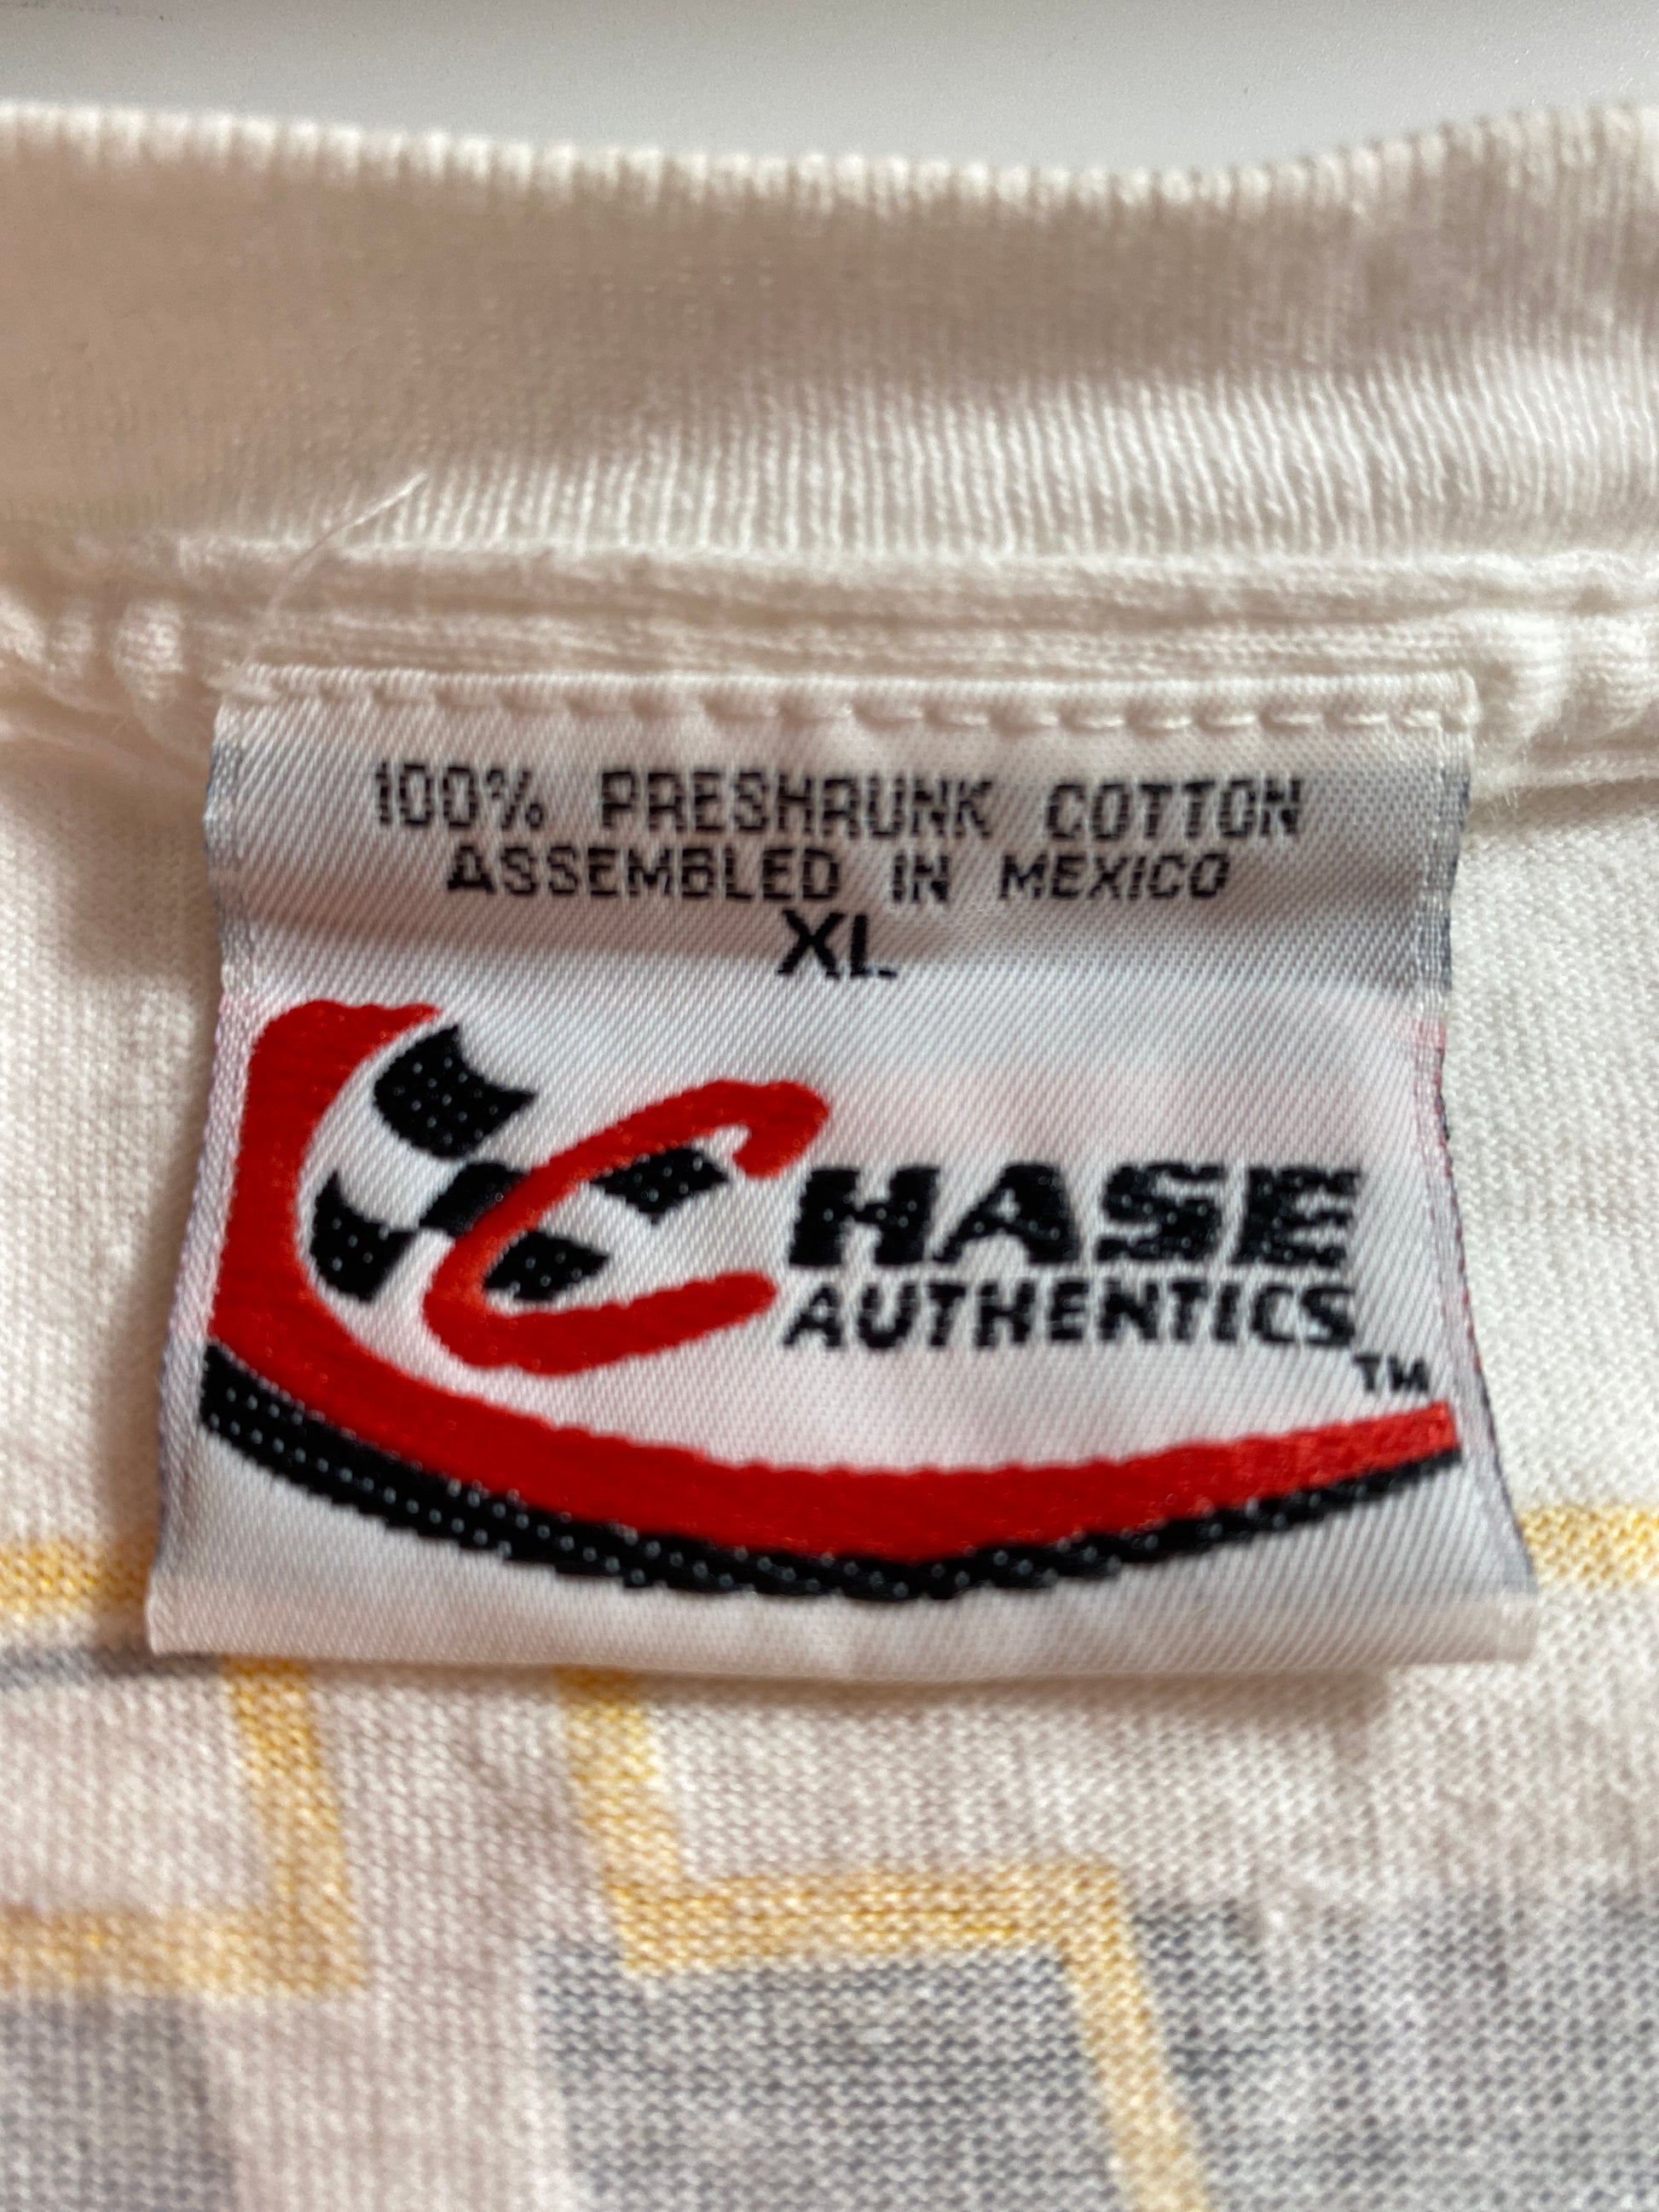 100% PRESHRUNK COTTON
ASSEMBLED IN MEXICO
XL
CHASE
AUTHENTICS
TM